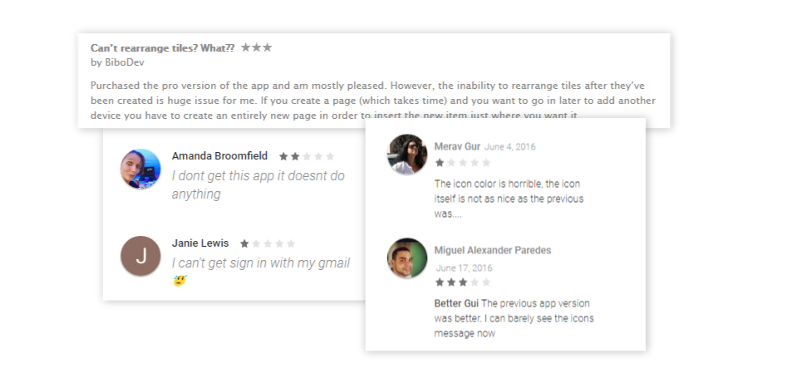 Can't rearrange tiles? What?? ★★★
by BiboDev
Purchased the pro version of the app and am mostly pleased. However, the inability to rearrange tiles after they've
been created is huge issue for me. If you create a page (which takes time) and you want to go in later to add another
device you have to create an entirely new page in order to insert the new item just where you want it
Amanda Broomfield ★★★★★
I dont get this app it doesnt do
anything
J
Janie Lewis ★★★★★
I can't get sign in with my gmail
😇
Merav Gur June 4, 2016
★★★★★
The icon color is horrible, the icon
itself is not as nice as the previous
was....
Miguel Alexander Paredes
June 17, 2016
★★★★★
Better Gui The previous app version
was better. I can barely see the icons
message now